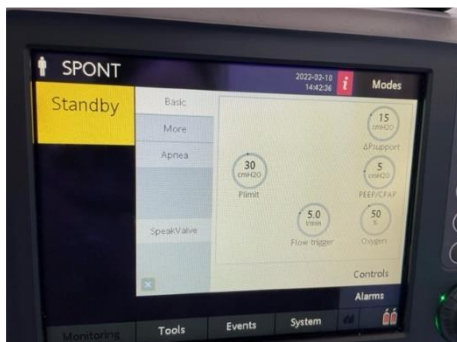 SPONT
2022-02-10
14:42:36
i
Modes
Standby
Basic
More
Apnea
SpeakValve
15
cmH2O
ΔPsupport
30
cmH2O
Plimit
5
cmH2O
PEEP/CPAP
5.0
l/min
Flow trigger
50
%
Oxygen
x
Controls
Alarms
Monitoring
Tools
Events
System